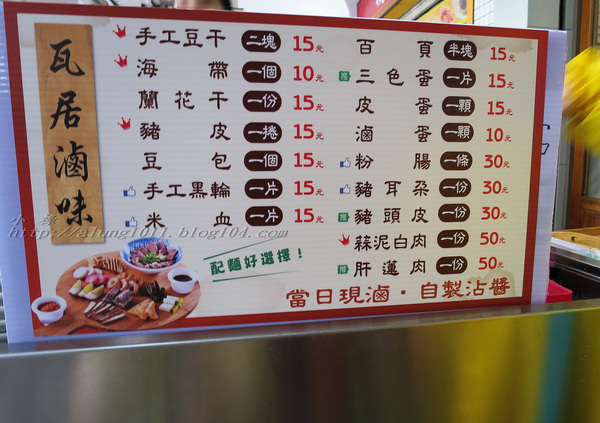 瓦居滷味
手工豆干 二塊 15元
海帶 一個 10元
蘭花干 一份 15元
豬皮 一捲 15元
豆包 一個 15元
手工黑輪 一片 15元
米血 一片 15元
百頁 半塊 15元
推 三色蛋 一片 15元
皮蛋 一顆 15元
滷蛋 一顆 10元
粉腸 一條 30元
豬耳朵 一份 30元
推 豬頭皮 一份 30元
蒜泥白肉 一份 50元
推 肝蓮肉 一份 50元
配麵好選擇！
當日現滷・自製沾醬
http://alung1011.blog104.com/